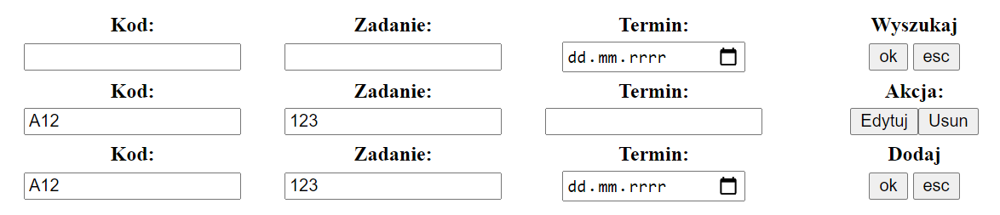 Kod: Zadanie: Termin: Wyszukaj
dd.mm.rrrr ok esc
Kod: Zadanie: Termin: Akcja:
A12 123 Edytuj Usun
Kod: Zadanie: Termin: Dodaj
A12 123 dd.mm.rrrr ok esc